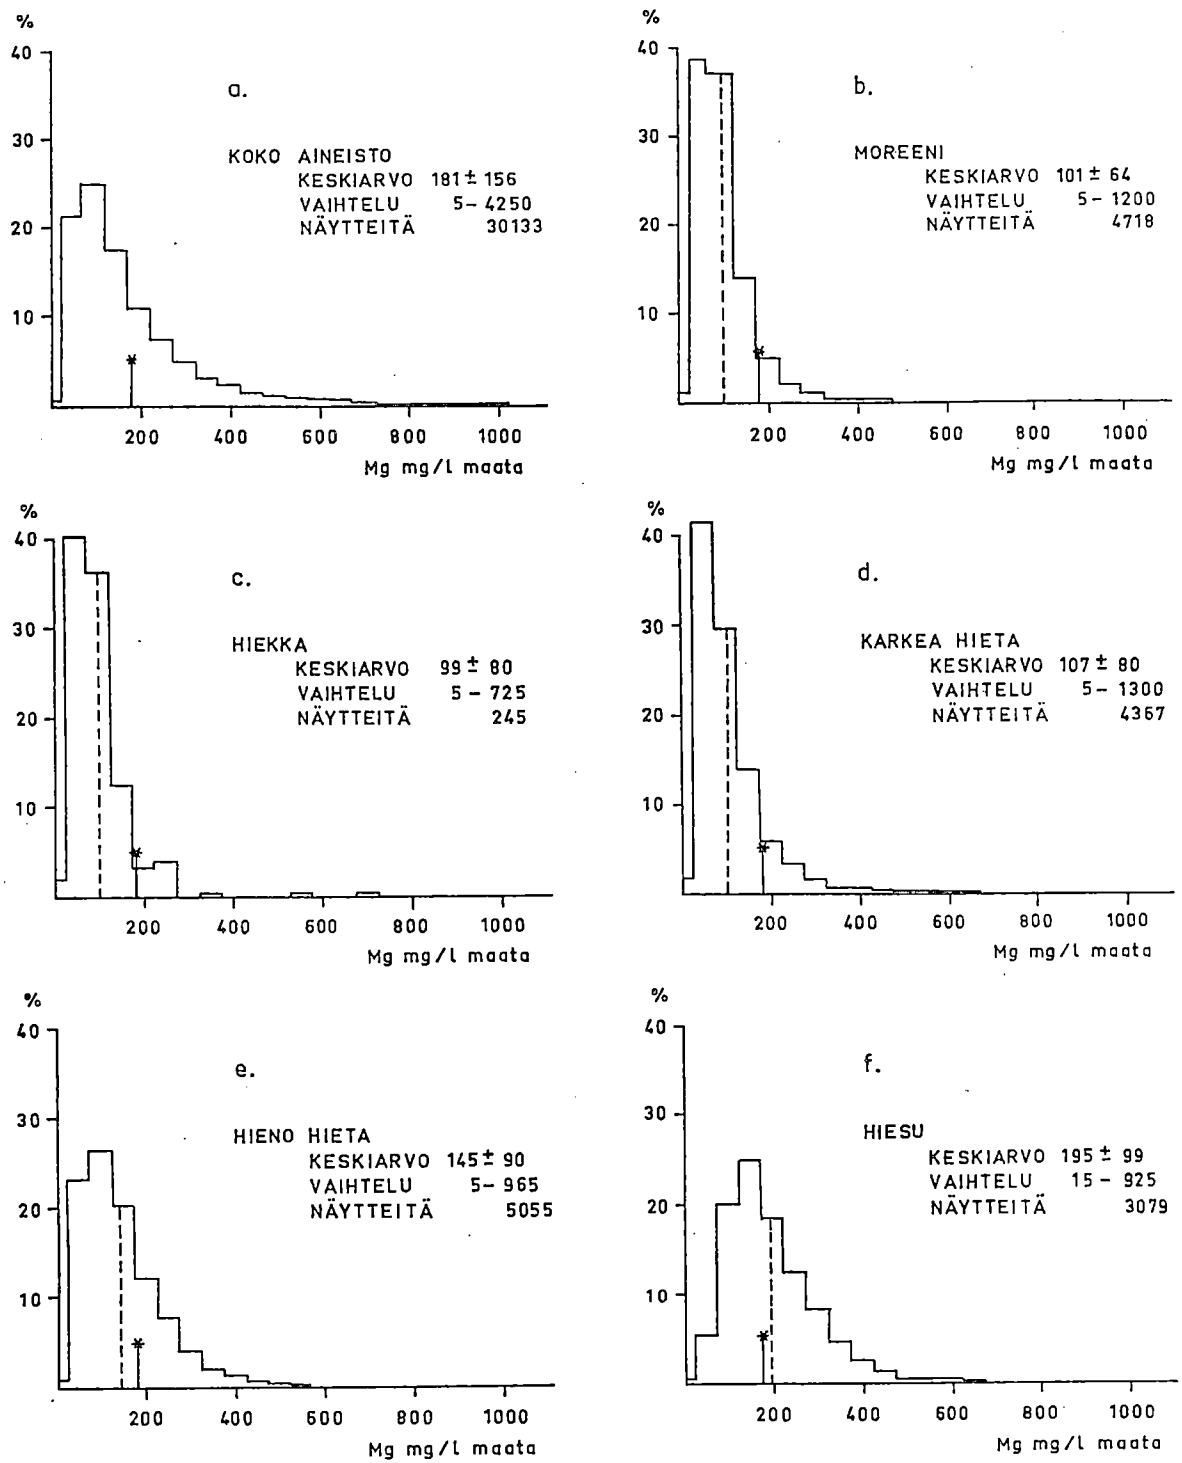 %
40
30
20
10
a.
KOKO AINEISTO
KESKIARVO 181 ± 156
VAIHTELU 5 – 4250
NÄYTTEITÄ 30133
200 400 600 800 1000
Mg mg/l maata
%
40
30
20
10
b.
MOREENI
KESKIARVO 101 ± 64
VAIHTELU 5 – 1200
NÄYTTEITÄ 4718
200 400 600 800 1000
Mg mg/l maata
%
40
30
20
10
c.
HIEKKA
KESKIARVO 99 ± 80
VAIHTELU 5 – 725
NÄYTTEITÄ 245
200 400 600 800 1000
Mg mg/l maata
%
40
30
20
10
d.
KARKEA HIETA
KESKIARVO 107 ± 80
VAIHTELU 5 – 1300
NÄYTTEITÄ 4367
200 400 600 800 1000
Mg mg/l maata
%
40
30
20
10
e.
HIENO HIETA
KESKIARVO 145 ± 90
VAIHTELU 5 – 965
NÄYTTEITÄ 5055
200 400 600 800 1000
Mg mg/l maata
%
40
30
20
10
f.
HIESU
KESKIARVO 195 ± 99
VAIHTELU 15 – 925
NÄYTTEITÄ 3079
200 400 600 800 1000
Mg mg/l maata